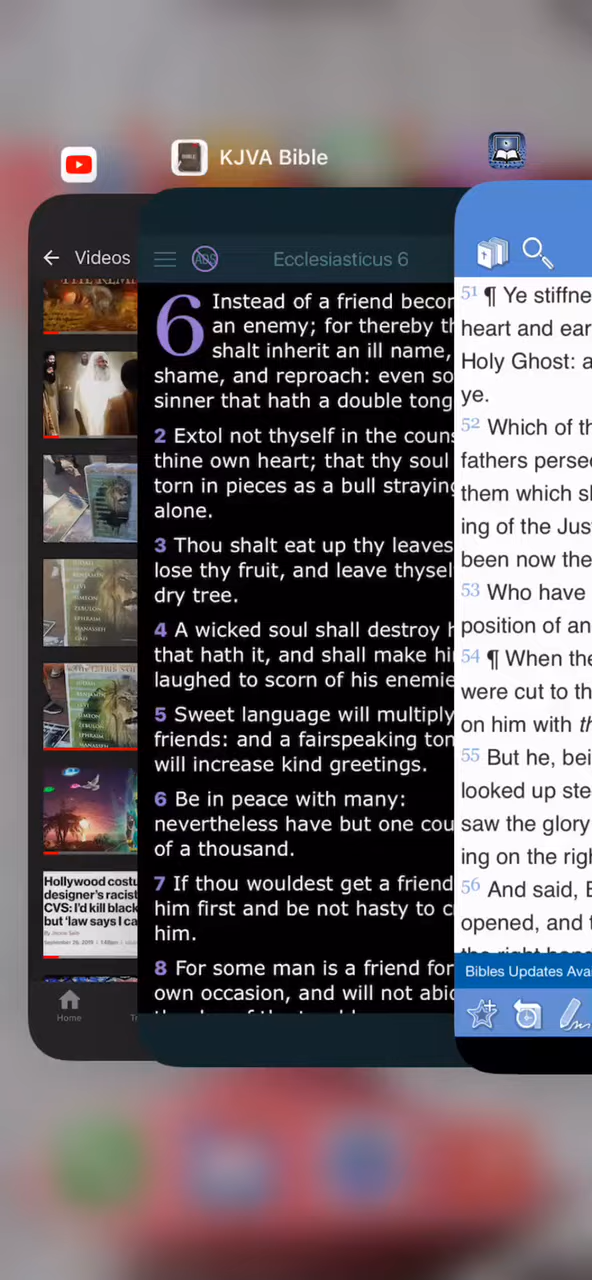 KJVA Bible
Videos
Hollywood costu
designer's racist
CVS: I'd kill black
but 'law says I ca
Home
ADS
Ecclesiasticus 6
6 Instead of a friend becor
an enemy; for thereby th
shalt inherit an ill name,
shame, and reproach: even so
sinner that hath a double tong
2 Extol not thyself in the couns
thine own heart; that thy soul
torn in pieces as a bull straying
alone.
3 Thou shalt eat up thy leaves
lose thy fruit, and leave thysel
dry tree.
4 A wicked soul shall destroy h
that hath it, and shall make hi
laughed to scorn of his enemie
5 Sweet language will multiply
friends: and a fairspeaking ton
will increase kind greetings.
6 Be in peace with many:
nevertheless have but one cou
of a thousand.
7 If thou wouldest get a friend
him first and be not hasty to c
him.
8 For some man is a friend for
own occasion, and will not abic
51 ¶ Ye stiffne
heart and ear
Holy Ghost: a
ye.
52 Which of th
fathers perse
them which sh
ing of the Jus
been now the
53 Who have
position of an
54 ¶ When the
were cut to th
on him with th
55 But he, bei
looked up ste
saw the glory
ing on the righ
56 And said, B
opened, and t
Bibles Updates Avai